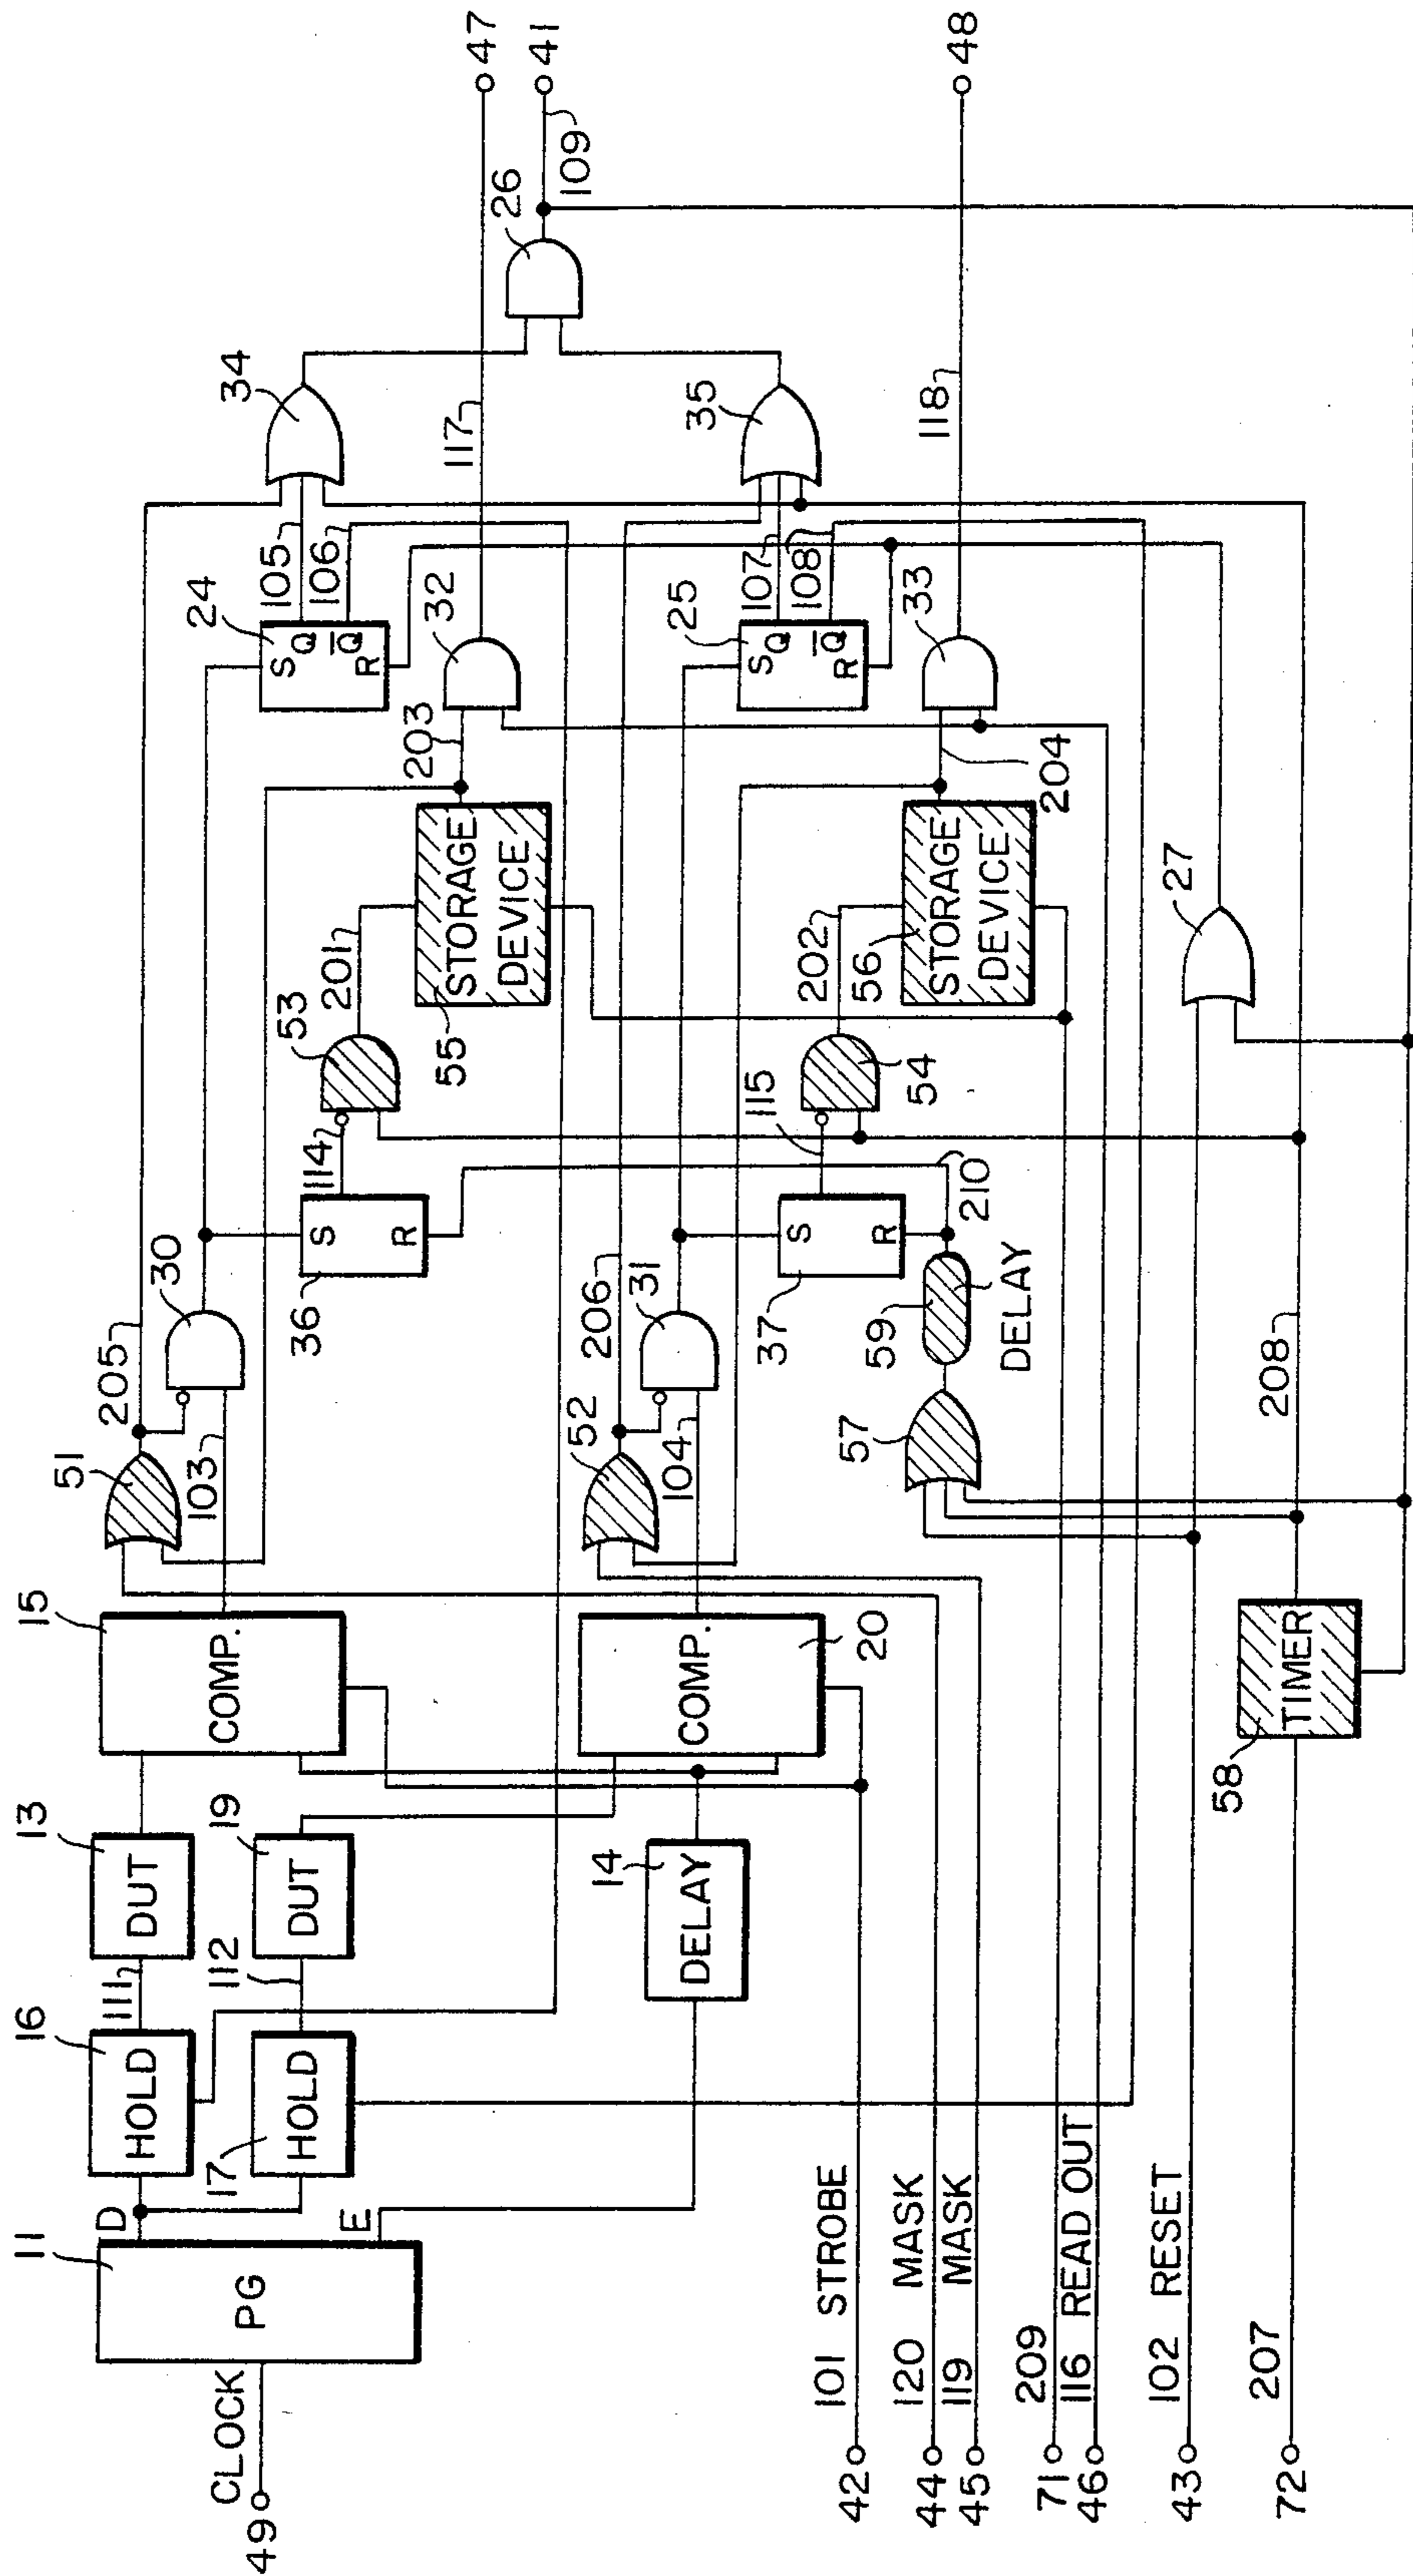 49 CLOCK
11
PG
D
E
16
HOLD
17
HOLD
111
112
13
DUT
19
DUT
14
DELAY
15
COMP.
COMP.
20
51
205
103
30
52
206
104
31
36
S
R
37
S
R
57
59
DELAY
210
114
53
201
115
54
202
55
STORAGE
DEVICE
56
STORAGE
DEVICE
203
204
32
33
24
S
Q
Q̅
R
105
106
25
S
Q
Q̅
R
107
108
34
35
117
118
26
109
47
41
48
27
208
58
TIMER
42 101 STROBE
44 120 MASK
45 119 MASK
71 209
46 116 READ OUT
43 102 RESET
72 207